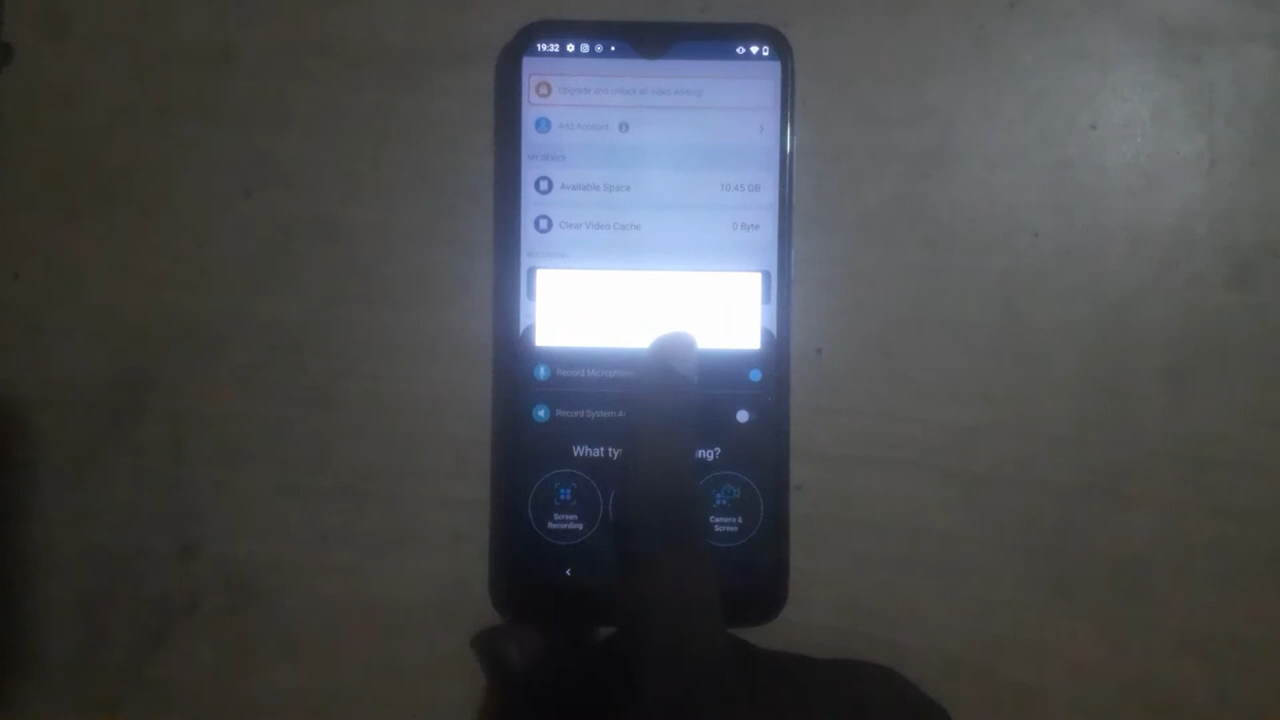 19:32
Upgrade and unlock all video editing!
Add Account
MY DEVICE
Available Space 10.45 GB
Clear Video Cache 0 Byte
RECORDING
Record Microphone
Record System A
What ty ing?
Screen
Recording
Camera &
Screen